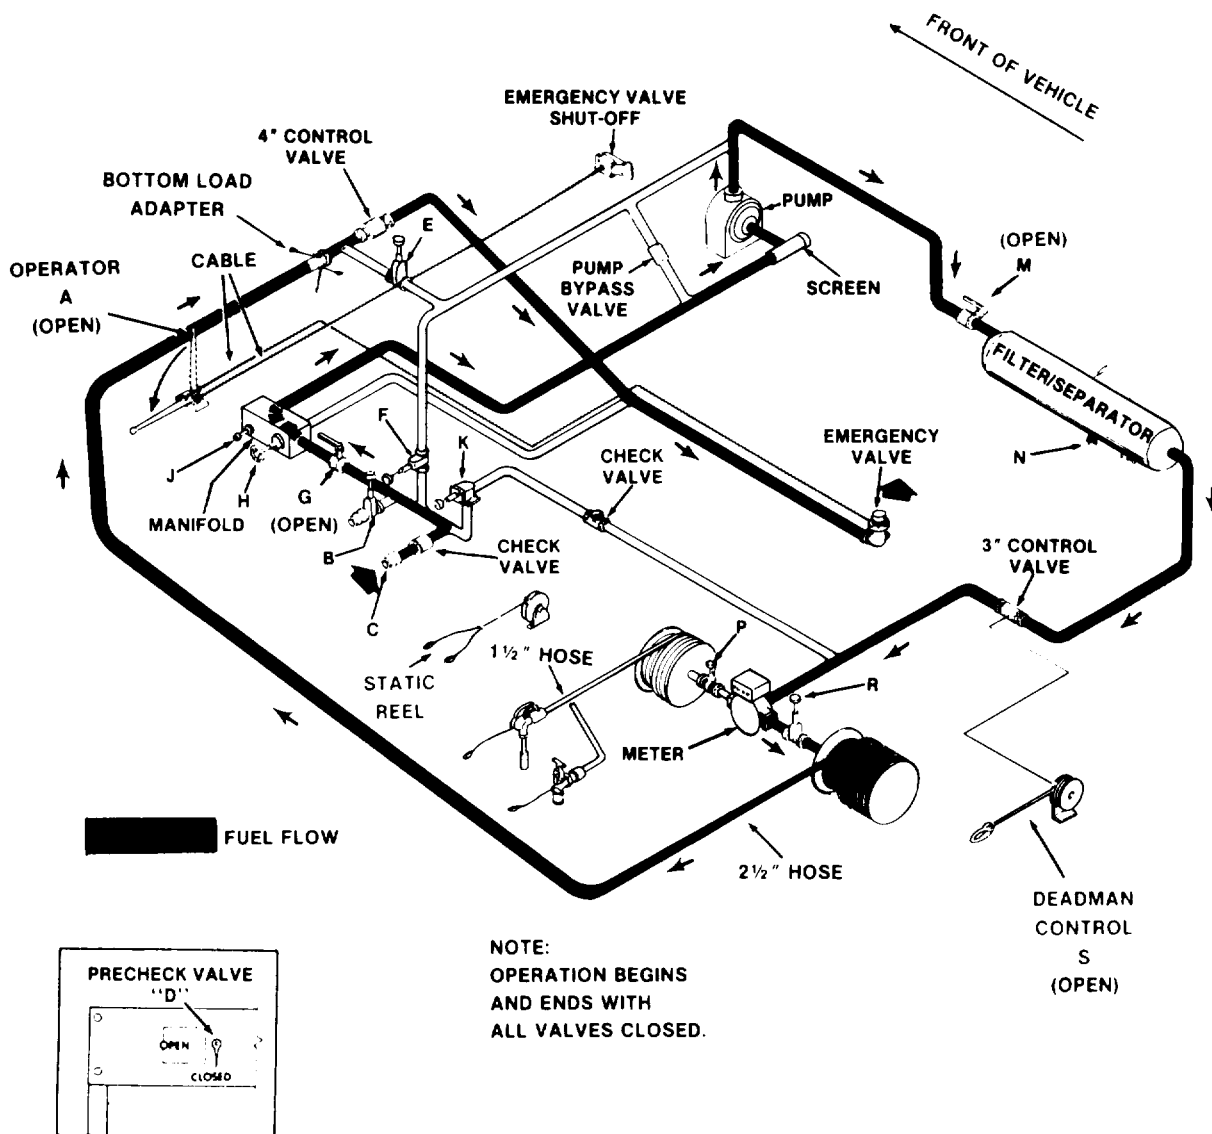 FRONT OF VEHICLE
EMERGENCY VALVE
SHUT-OFF
4" CONTROL
VALVE
BOTTOM LOAD
ADAPTER
PUMP
E
OPERATOR
A
(OPEN)
CABLE
PUMP
BYPASS
VALVE
SCREEN
(OPEN)
M
FILTER/SEPARATOR
F
K
J
H
MANIFOLD
G
(OPEN)
B
CHECK
VALVE
EMERGENCY
VALVE
N
CHECK
VALVE
3" CONTROL
VALVE
C
1½" HOSE
P
STATIC
REEL
R
METER
FUEL FLOW
2½" HOSE
DEADMAN
CONTROL
S
(OPEN)
NOTE:
OPERATION BEGINS
AND ENDS WITH
ALL VALVES CLOSED.
PRECHECK VALVE
"D"
OPEN
CLOSED